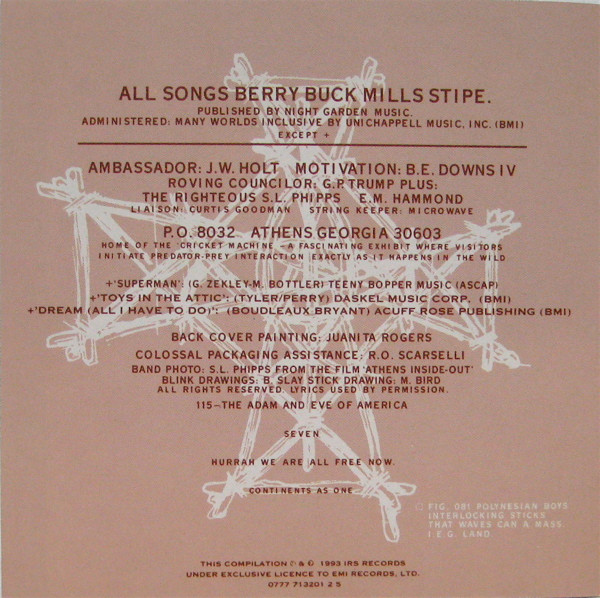 ALL SONGS BERRY BUCK MILLS STIPE.
PUBLISHED BY NIGHT GARDEN MUSIC.
ADMINISTERED: MANY WORLDS INCLUSIVE BY UNICHAPPELL MUSIC, INC. (BMI)
EXCEPT +
AMBASSADOR: J.W. HOLT MOTIVATION: B.E. DOWNS IV
ROVING COUNCILOR: G.P. TRUMP PLUS:
THE RIGHTEOUS S.L. PHIPPS E.M. HAMMOND
LIAISON: CURTIS GOODMAN STRING KEEPER: MICROWAVE
P.O. 8032 ATHENS GEORGIA 30603
HOME OF THE 'CRICKET MACHINE – A FASCINATING EXHIBIT WHERE VISITORS
INITIATE PREDATOR-PREY INTERACTION EXACTLY AS IT HAPPENS IN THE WILD
+'SUPERMAN': (G. ZEKLEY-M. BOTTLER) TEENY BOPPER MUSIC (ASCAP)
+'TOYS IN THE ATTIC': (TYLER/PERRY) DASKEL MUSIC CORP. (BMI)
+'DREAM (ALL I HAVE TO DO)': (BOUDLEAUX BRYANT) ACUFF ROSE PUBLISHING (BMI)
BACK COVER PAINTING: JUANITA ROGERS
COLOSSAL PACKAGING ASSISTANCE: R.O. SCARSELLI
BAND PHOTO: S.L. PHIPPS FROM THE FILM 'ATHENS INSIDE-OUT'
BLINK DRAWINGS: B. SLAY STICK DRAWING: M. BIRD
ALL RIGHTS RESERVED. LYRICS USED BY PERMISSION.
115–THE ADAM AND EVE OF AMERICA
SEVEN
HURRAH WE ARE ALL FREE NOW.
CONTINENTS AS ONE
FIG. 081 POLYNESIAN BOYS
INTERLOCKING STICKS
THAT WAVES CAN A MASS
I.E.G. LAND.
THIS COMPILATION ℗ & © 1993 IRS RECORDS
UNDER EXCLUSIVE LICENCE TO EMI RECORDS, LTD.
0777 713201 2 5